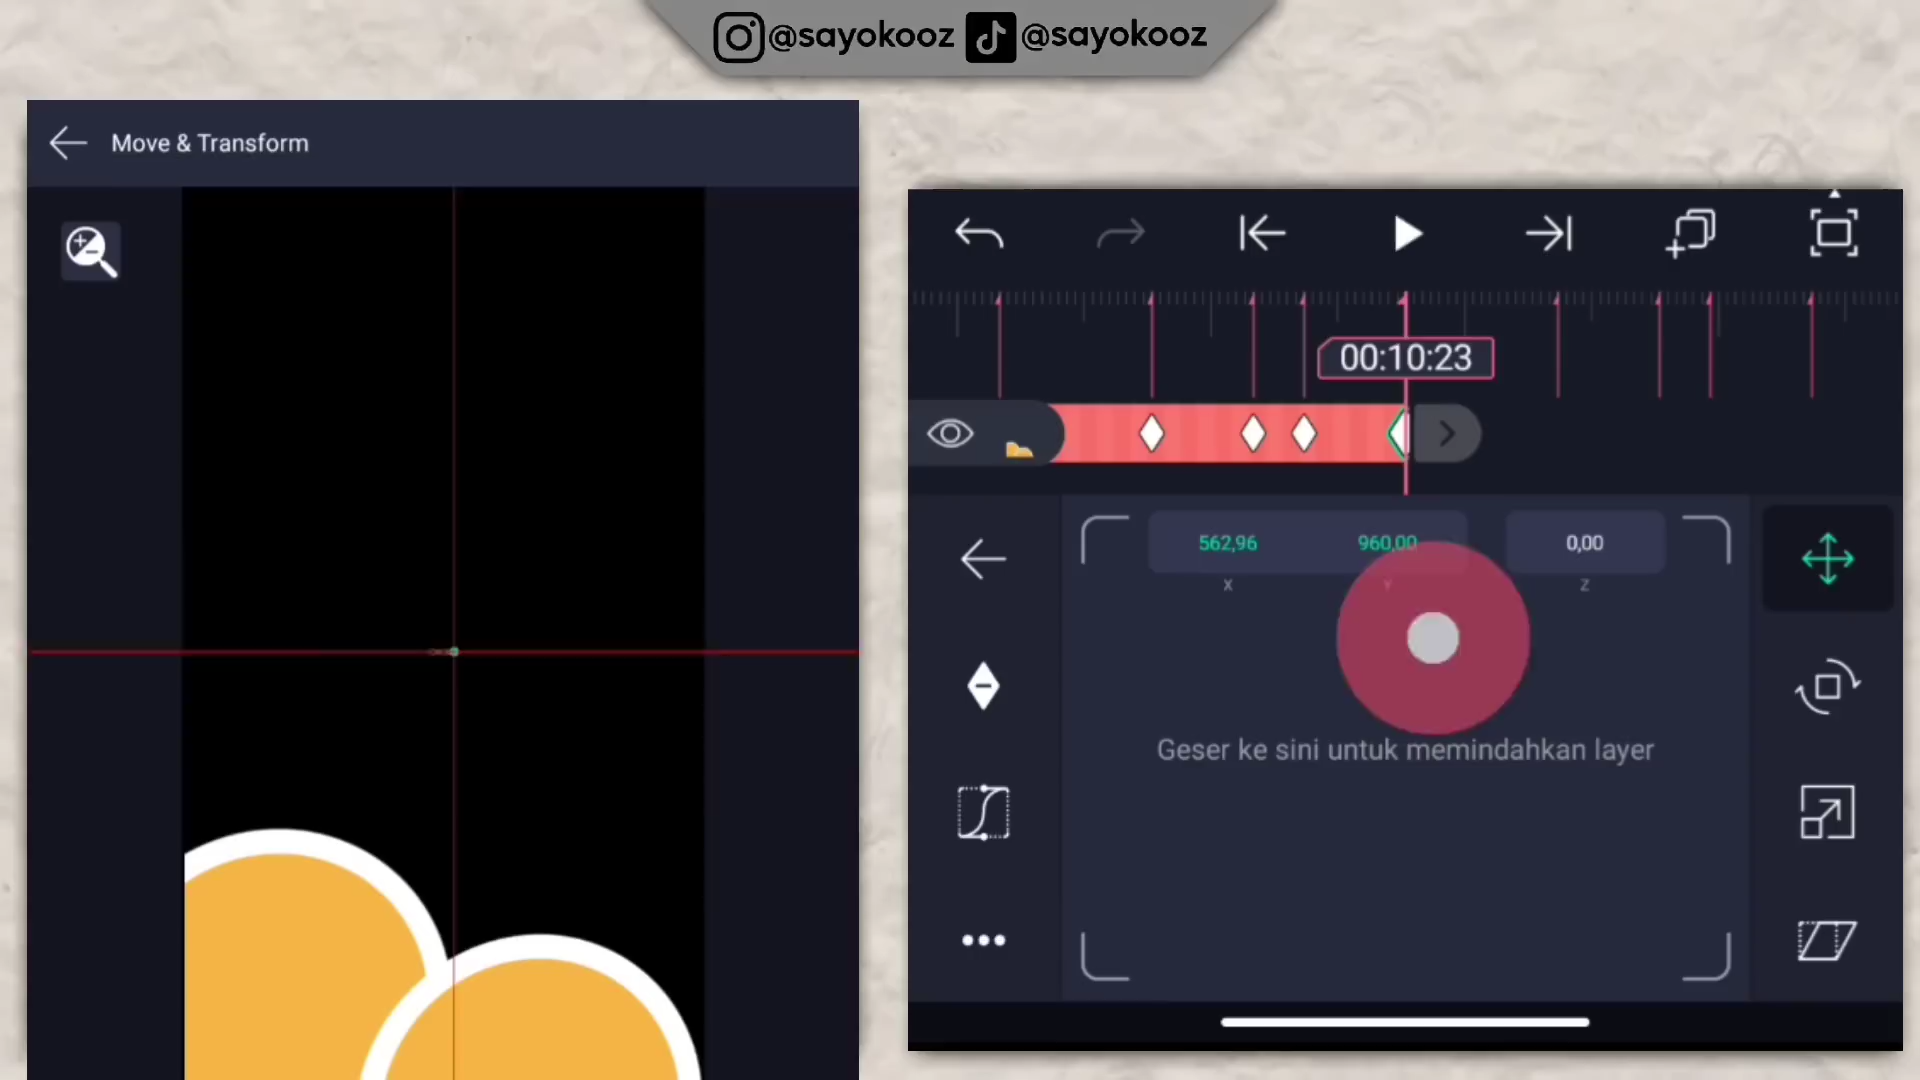 @sayokooz @sayokooz
Move & Transform
00:10:23
562,96 960,00 0,00
X Y Z
Geser ke sini untuk memindahkan layer